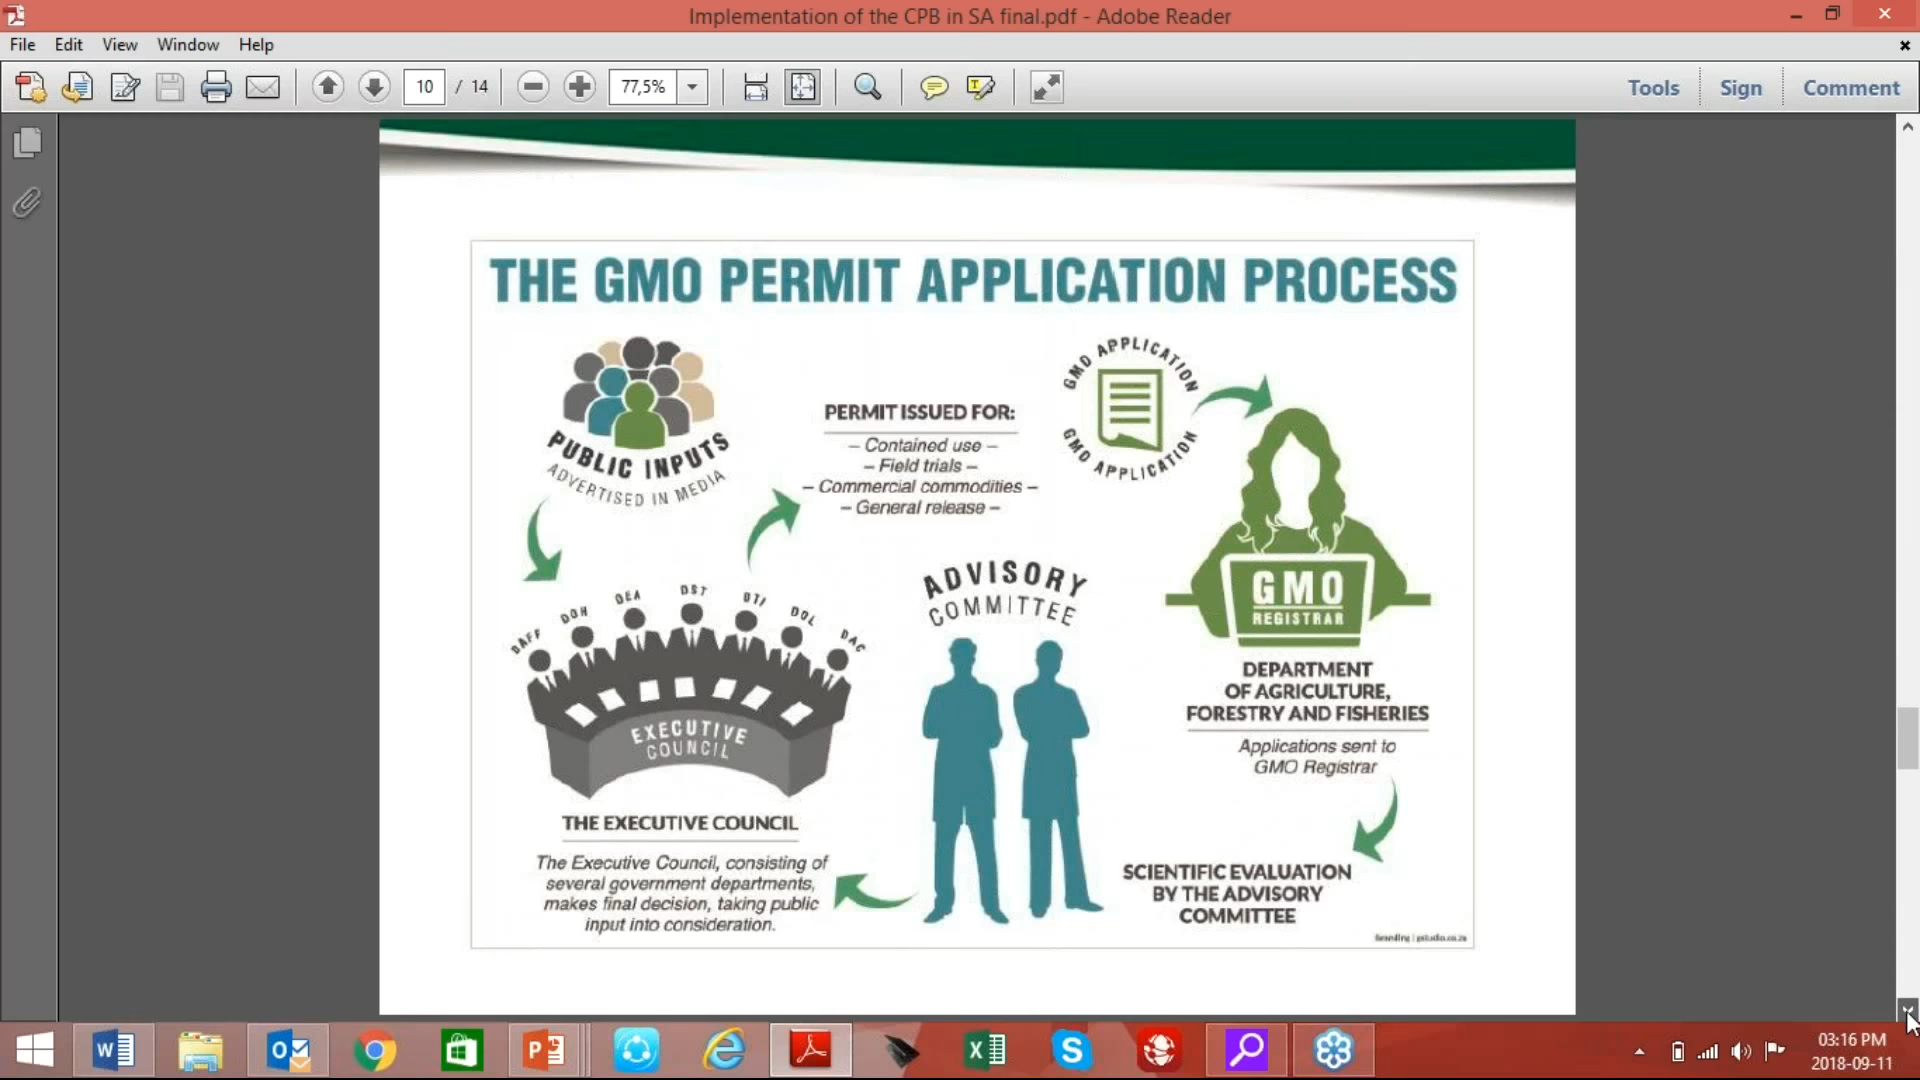 Implementation of the CPB in SA final.pdf - Adobe Reader
File Edit View Window Help
10 / 14 77,5% Tools Sign Comment
THE GMO PERMIT APPLICATION PROCESS
PUBLIC INPUTS
ADVERTISED IN MEDIA
PERMIT ISSUED FOR:
– Contained use –
– Field trials –
– Commercial commodities –
– General release –
GMO APPLICATION
GMO APPLICATION
GMO
REGISTRAR
DEPARTMENT
OF AGRICULTURE,
FORESTRY AND FISHERIES
Applications sent to
GMO Registrar
ADVISORY
COMMITTEE
SCIENTIFIC EVALUATION
BY THE ADVISORY
COMMITTEE
DAFF DOH DEA DST DTI DOL DAC
EXECUTIVE
COUNCIL
THE EXECUTIVE COUNCIL
The Executive Council, consisting of
several government departments,
makes final decision, taking public
input into consideration.
03:16 PM
2018-09-11